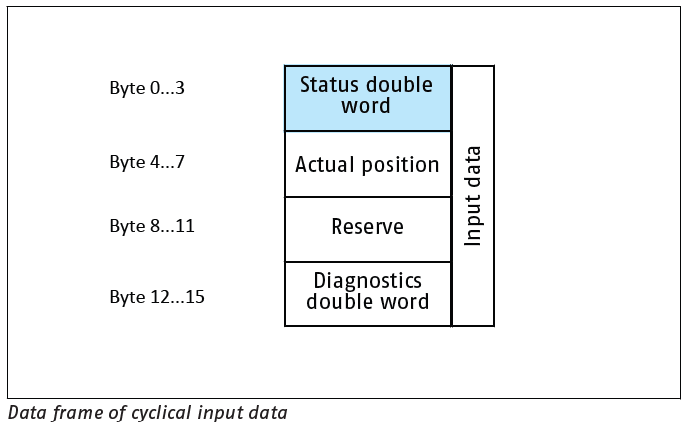 Byte 0...3
Status double
word
Byte 4...7
Actual position
Byte 8...11
Reserve
Byte 12...15
Diagnostics
double word
Input data
Data frame of cyclical input data